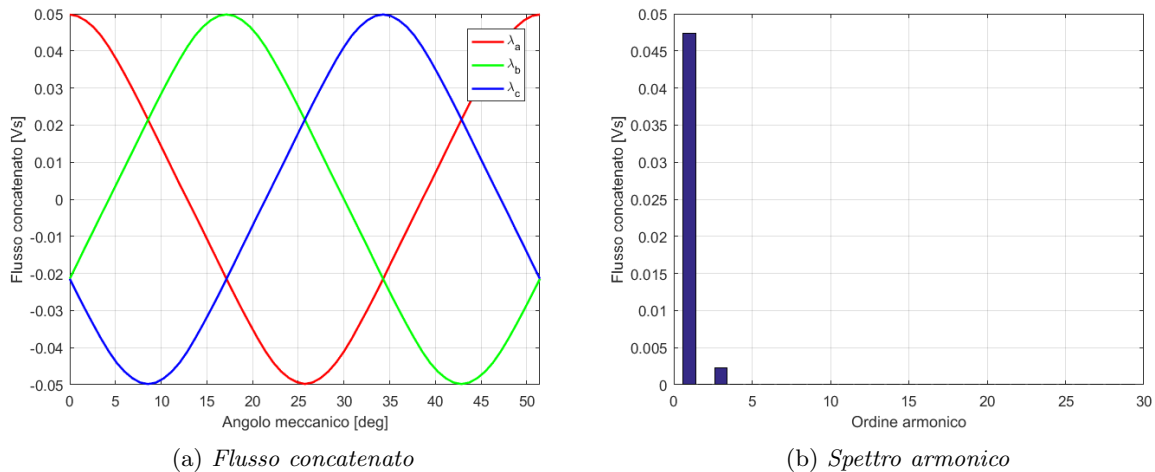 0.05
0.04
0.03
0.02
0.01
0
-0.01
-0.02
-0.03
-0.04
-0.05
Flusso concatenato [Vs]
λa
λb
λc
0 5 10 15 20 25 30 35 40 45 50
Angolo meccanico [deg]
(a) Flusso concatenato
0.05
0.045
0.04
0.035
0.03
0.025
0.02
0.015
0.01
0.005
0
Flusso concatenato [Vs]
0 5 10 15 20 25 30
Ordine armonico
(b) Spettro armonico